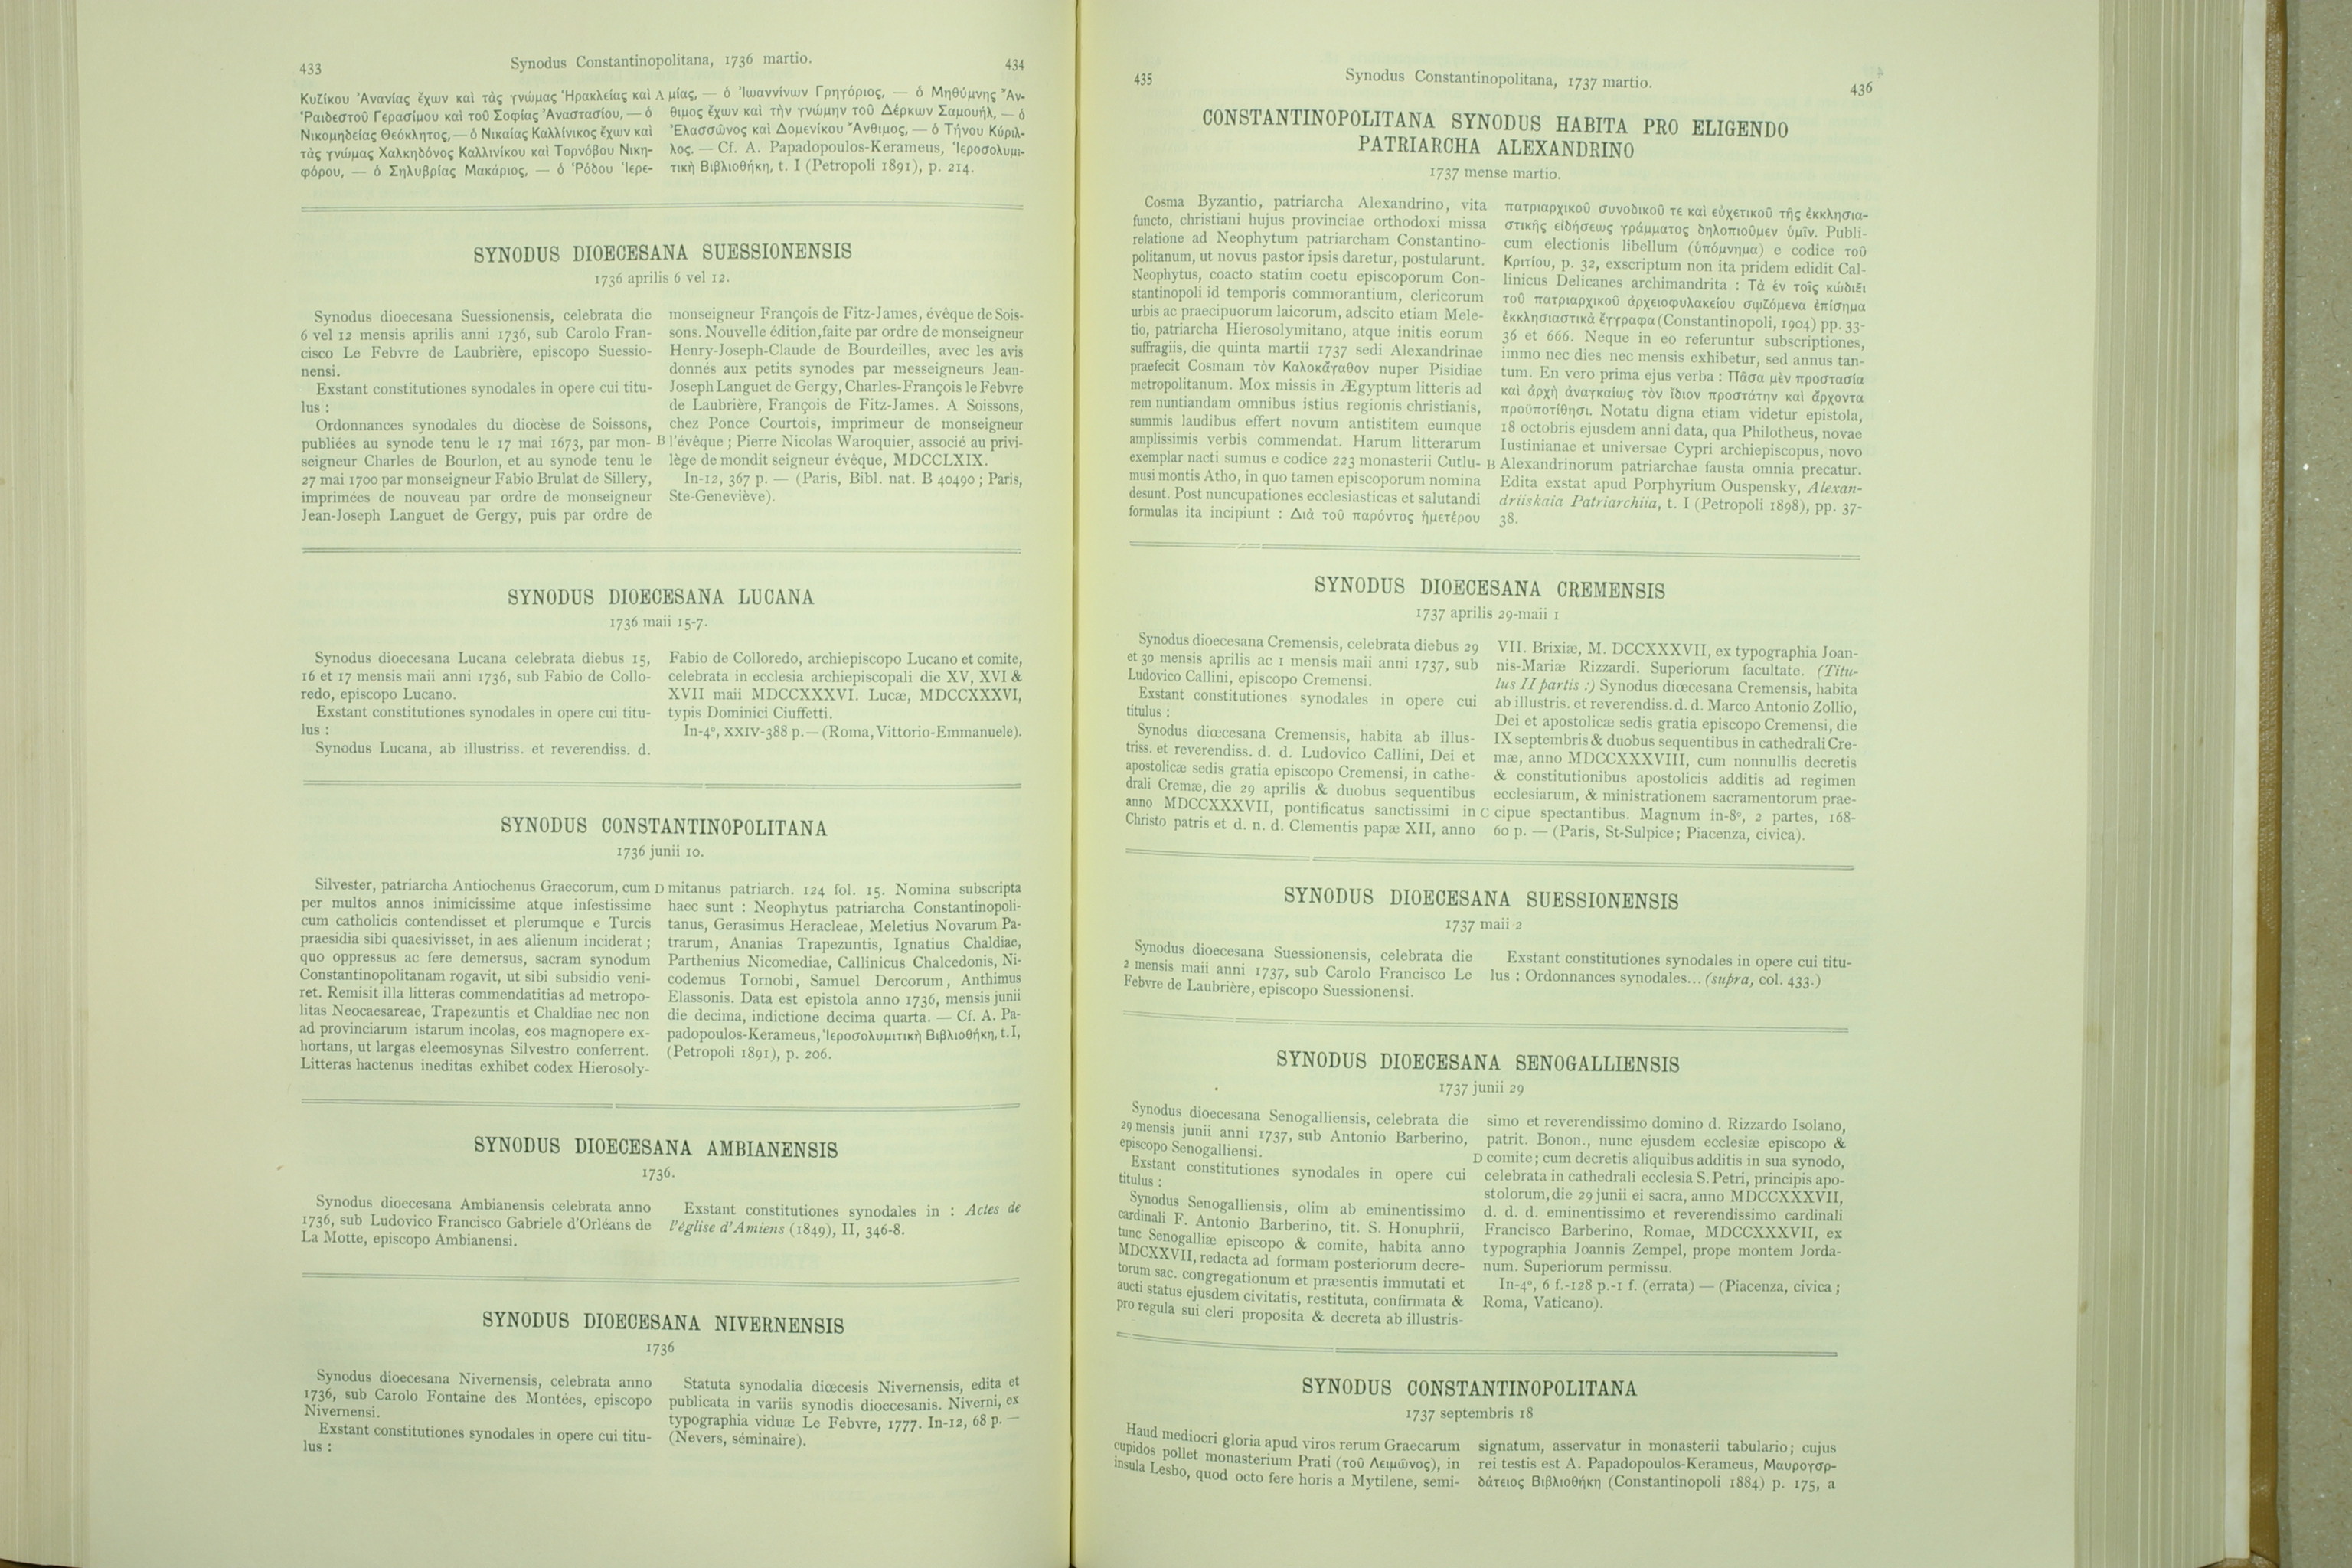 433
Synodus Constantinopolitana, 1736 martio.
434
Κυζίκου Ἀνανίας ἔχων καὶ τὰς γνώμας Ἡρακλείας καὶ
Ῥαιδεστοῦ Γερασίμου καὶ τοῦ Σοφίας Ἀναστασίου, — ὁ
Νικομηδείας Θεόκλητος, — ὁ Νικαίας Καλλίνικος ἔχων καὶ
τὰς γνώμας Χαλκηδόνος Καλλινίκου καὶ Τορνόβου Νικη-
φόρου, — ὁ Σηλυβρίας Μακάριος, — ὁ Ῥόδου Ἱερε-
A
μίας, — ὁ Ἰωαννίνων Γρηγόριος, — ὁ Μηθύμνης Ἄν-
θιμος ἔχων καὶ τὴν γνώμην τοῦ Δέρκων Σαμουήλ, — ὁ
Ἐλασσῶνος καὶ Δομενίκου Ἄνθιμος, — ὁ Τήνου Κύριλ-
λος. — Cf. A. Papadopoulos-Kerameus, Ἱεροσολυμι-
τικὴ Βιβλιοθήκη, t. I (Petropoli 1891), p. 214.
SYNODUS DIOECESANA SUESSIONENSIS
1736 aprilis 6 vel 12.
Synodus dioecesana Suessionensis, celebrata die
6 vel 12 mensis aprilis anni 1736, sub Carolo Fran-
cisco Le Febvre de Laubrière, episcopo Suessio-
nensi.
Exstant constitutiones synodales in opere cui titu-
lus :
Ordonnances synodales du diocèse de Soissons,
publiées au synode tenu le 17 mai 1673, par mon-
seigneur Charles de Bourlon, et au synode tenu le
27 mai 1700 par monseigneur Fabio Brulat de Sillery,
imprimées de nouveau par ordre de monseigneur
Jean-Joseph Languet de Gergy, puis par ordre de
monseigneur François de Fitz-James, évêque de Sois-
sons. Nouvelle édition, faite par ordre de monseigneur
Henry-Joseph-Claude de Bourdeilles, avec les avis
donnés aux petits synodes par messeigneurs Jean-
Joseph Languet de Gergy, Charles-François le Febvre
de Laubrière, François de Fitz-James. A Soissons,
chez Ponce Courtois, imprimeur de monseigneur
B l'évêque ; Pierre Nicolas Waroquier, associé au privi-
lège de mondit seigneur évêque, MDCCLXIX.
In-12, 367 p. — (Paris, Bibl. nat. B 40490 ; Paris,
Ste-Geneviève).
SYNODUS DIOECESANA LUCANA
1736 maii 15-7.
Synodus dioecesana Lucana celebrata diebus 15,
16 et 17 mensis maii anni 1736, sub Fabio de Collo-
redo, episcopo Lucano.
Exstant constitutiones synodales in opere cui titu-
lus :
Synodus Lucana, ab illustriss. et reverendiss. d.
Fabio de Colloredo, archiepiscopo Lucano et comite,
celebrata in ecclesia archiepiscopali die XV, XVI &
XVII maii MDCCXXXVI. Lucæ, MDCCXXXVI,
typis Dominici Ciuffetti.
In-4°, XXIV-388 p. — (Roma, Vittorio-Emmanuele).
SYNODUS CONSTANTINOPOLITANA
1736 junii 10.
Silvester, patriarcha Antiochenus Graecorum, cum
per multos annos inimicissime atque infestissime
cum catholicis contendisset et plerumque e Turcis
praesidia sibi quaesivisset, in aes alienum inciderat ;
quo oppressus ac fere demersus, sacram synodum
Constantinopolitanam rogavit, ut sibi subsidio veni-
ret. Remisit illa litteras commendatitias ad metropo-
litas Neocaesareae, Trapezuntis et Chaldiae nec non
ad provinciarum istarum incolas, eos magnopere ex-
hortans, ut largas eleemosynas Silvestro conferrent.
Litteras hactenus ineditas exhibet codex Hierosoly-
D mitanus patriarch. 124 fol. 15. Nomina subscripta
haec sunt : Neophytus patriarcha Constantinopoli-
tanus, Gerasimus Heracleae, Meletius Novarum Pa-
trarum, Ananias Trapezuntis, Ignatius Chaldiae,
Parthenius Nicomediae, Callinicus Chalcedonis, Ni-
codemus Tornobi, Samuel Dercorum, Anthimus
Elassonis. Data est epistola anno 1736, mensis junii
die decima, indictione decima quarta. — Cf. A. Pa-
padopoulos-Kerameus, Ἱεροσολυμιτικὴ Βιβλιοθήκη, t. I,
(Petropoli 1891), p. 206.
SYNODUS DIOECESANA AMBIANENSIS
1736.
Synodus dioecesana Ambianensis celebrata anno
1736, sub Ludovico Francisco Gabriele d'Orléans de
La Motte, episcopo Ambianensi.
Exstant constitutiones synodales in : Actes de
l'église d'Amiens (1849), II, 346-8.
SYNODUS DIOECESANA NIVERNENSIS
1736
Synodus dioecesana Nivernensis, celebrata anno
1736, sub Carolo Fontaine des Montées, episcopo
Nivernensi.
Exstant constitutiones synodales in opere cui titu-
lus :
Statuta synodalia diœcesis Nivernensis, edita et
publicata in variis synodis dioecesanis. Niverni, ex
typographia viduæ Le Febvre, 1777. In-12, 68 p. —
(Nevers, séminaire).
435
Synodus Constantinopolitana, 1737 martio.
436
CONSTANTINOPOLITANA SYNODUS HABITA PRO ELIGENDO
PATRIARCHA ALEXANDRINO
1737 mense martio.
Cosma Byzantio, patriarcha Alexandrino, vita
functo, christiani hujus provinciae orthodoxi missa
relatione ad Neophytum patriarcham Constantino-
politanum, ut novus pastor ipsis daretur, postularunt.
Neophytus, coacto statim coetu episcoporum Con-
stantinopoli id temporis commorantium, clericorum
urbis ac praecipuorum laicorum, adscito etiam Mele-
tio, patriarcha Hierosolymitano, atque initis eorum
suffragiis, die quinta martii 1737 sedi Alexandrinae
praefecit Cosmam τὸν Καλοκἄγαθον nuper Pisidiae
metropolitanum. Mox missis in Ægyptum litteris ad
rem nuntiandam omnibus istius regionis christianis,
summis laudibus effert novum antistitem eumque
amplissimis verbis commendat. Harum litterarum
exemplar nacti sumus e codice 223 monasterii Cutlu-
musi montis Atho, in quo tamen episcoporum nomina
desunt. Post nuncupationes ecclesiasticas et salutandi
formulas ita incipiunt : Διὰ τοῦ παρόντος ἡμετέρου
πατριαρχικοῦ συνοδικοῦ τε καὶ εὐχετικοῦ τῆς ἐκκλησια-
στικῆς εἰδήσεως γράμματος δηλοποιοῦμεν ὑμῖν. Publi-
cum electionis libellum (ὑπόμνημα) e codice τοῦ
Κριτίου, p. 32, exscriptum non ita pridem edidit Cal-
linicus Delicanes archimandrita : Τὰ ἐν τοῖς κώδιξι
τοῦ πατριαρχικοῦ ἀρχειοφυλακείου σῳζόμενα ἐπίσημα
ἐκκλησιαστικὰ ἔγγραφα (Constantinopoli, 1904) pp. 33-
36 et 666. Neque in eo referuntur subscriptiones,
immo nec dies nec mensis exhibetur, sed annus tan-
tum. En vero prima ejus verba : Πᾶσα μὲν προστασία
καὶ ἀρχὴ ἀναγκαίως τὸν ἴδιον προστάτην καὶ ἄρχοντα
προϋποτίθησι. Notatu digna etiam videtur epistola,
18 octobris ejusdem anni data, qua Philotheus, novae
Iustinianae et universae Cypri archiepiscopus, novo
B Alexandrinorum patriarchae fausta omnia precatur.
Edita exstat apud Porphyrium Ouspensky, Alexan-
driiskaia Patriarchiia, t. I (Petropoli 1898), pp. 37-
38.
SYNODUS DIOECESANA CREMENSIS
1737 aprilis 29-maii 1
Synodus dioecesana Cremensis, celebrata diebus 29
et 30 mensis aprilis ac 1 mensis maii anni 1737, sub
Ludovico Callini, episcopo Cremensi.
Exstant constitutiones synodales in opere cui
titulus :
Synodus diœcesana Cremensis, habita ab illus-
triss. et reverendiss. d. d. Ludovico Callini, Dei et
apostolicæ sedis gratia episcopo Cremensi, in cathe-
drali Cremæ, die 29 aprilis & duobus sequentibus
anno MDCCXXXVII, pontificatus sanctissimi in
Christo patris et d. n. d. Clementis papæ XII, anno
VII. Brixiæ, M. DCCXXXVII, ex typographia Joan-
nis-Mariæ Rizzardi. Superiorum facultate. (Titu-
lus II partis :) Synodus diœcesana Cremensis, habita
ab illustris. et reverendiss. d. d. Marco Antonio Zollio,
Dei et apostolicæ sedis gratia episcopo Cremensi, die
IX septembris & duobus sequentibus in cathedrali Cre-
mæ, anno MDCCXXXVIII, cum nonnullis decretis
& constitutionibus apostolicis additis ad regimen
ecclesiarum, & ministrationem sacramentorum prae-
C cipue spectantibus. Magnum in-8°, 2 partes, 168-
60 p. — (Paris, St-Sulpice ; Piacenza, civica).
SYNODUS DIOECESANA SUESSIONENSIS
1737 maii 2
Synodus dioecesana Suessionensis, celebrata die
2 mensis maii anni 1737, sub Carolo Francisco Le
Febvre de Laubrière, episcopo Suessionensi.
Exstant constitutiones synodales in opere cui titu-
lus : Ordonnances synodales... (supra, col. 433.)
SYNODUS DIOECESANA SENOGALLIENSIS
1737 junii 29
Synodus dioecesana Senogalliensis, celebrata die
29 mensis junii anni 1737, sub Antonio Barberino,
episcopo Senogalliensi.
Exstant constitutiones synodales in opere cui
titulus :
Synodus Senogalliensis, olim ab eminentissimo
cardinali F. Antonio Barberino, tit. S. Honuphrii,
tunc Senogalliæ episcopo & comite, habita anno
MDCXXVII, redacta ad formam posteriorum decre-
torum sac. congregationum et præsentis immutati et
aucti status ejusdem civitatis, restituta, confirmata &
pro regula sui cleri proposita & decreta ab illustris-
simo et reverendissimo domino d. Rizzardo Isolano,
patrit. Bonon., nunc ejusdem ecclesiæ episcopo &
D comite ; cum decretis aliquibus additis in sua synodo,
celebrata in cathedrali ecclesia S. Petri, principis apo-
stolorum, die 29 junii ei sacra, anno MDCCXXXVII,
d. d. d. eminentissimo et reverendissimo cardinali
Francisco Barberino, Romae, MDCCXXXVII, ex
typographia Joannis Zempel, prope montem Jorda-
num. Superiorum permissu.
In-4°, 6 f.-128 p.-1 f. (errata) — (Piacenza, civica ;
Roma, Vaticano).
SYNODUS CONSTANTINOPOLITANA
1737 septembris 18
Haud mediocri gloria apud viros rerum Graecarum
cupidos pollet monasterium Prati (τοῦ Λειμῶνος), in
insula Lesbo, quod octo fere horis a Mytilene, semi-
signatum, asservatur in monasterii tabulario ; cujus
rei testis est A. Papadopoulos-Kerameus, Μαυρογορ-
δάτειος Βιβλιοθήκη (Constantinopoli 1884) p. 175, a